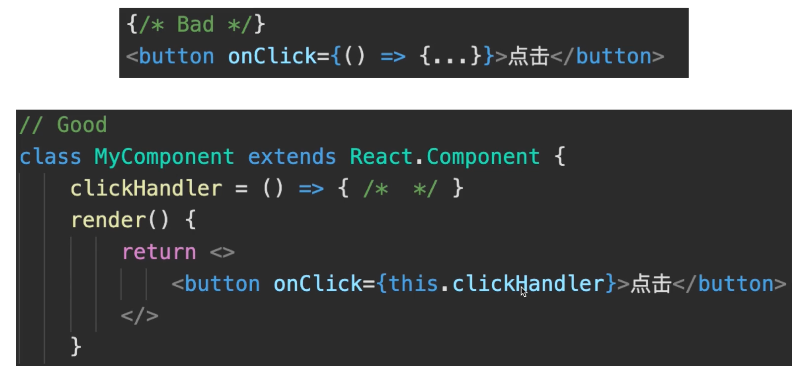 {/* Bad */}
<button onClick={() => {...}}>点击</button>
// Good
class MyComponent extends React.Component {
clickHandler = () => { /*  */ }
render() {
return <>
<button onClick={this.clickHandler}>点击</button>
</>
}